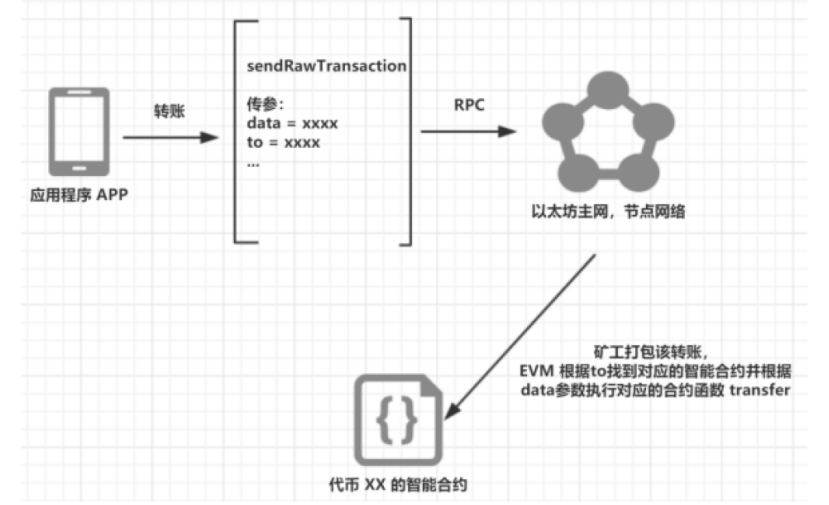 sendRawTransaction
传参：
data = xxxx
to = xxxx
...
转账
RPC
应用程序 APP
以太坊主网，节点网络
矿工打包该转账，
EVM 根据to找到对应的智能合约并根据
data参数执行对应的合约函数 transfer
{}
代币 XX 的智能合约